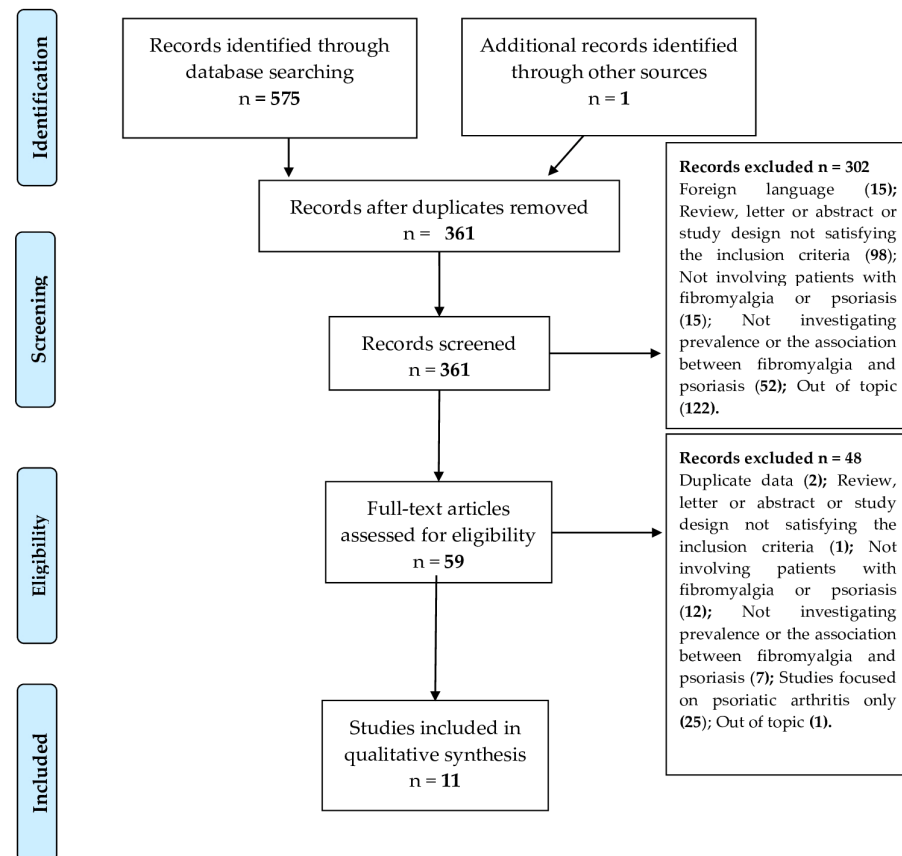 Identification
Records identified through
database searching
n = 575
Additional records identified
through other sources
n = 1
Records after duplicates removed
n = 361
Screening
Records screened
n = 361
Records excluded n = 302
Foreign language (15);
Review, letter or abstract or
study design not satisfying
the inclusion criteria (98);
Not involving patients with
fibromyalgia or psoriasis
(15); Not investigating
prevalence or the association
between fibromyalgia and
psoriasis (52); Out of topic
(122).
Eligibility
Full-text articles
assessed for eligibility
n = 59
Records excluded n = 48
Duplicate data (2); Review,
letter or abstract or study
design not satisfying the
inclusion criteria (1); Not
involving patients with
fibromyalgia or psoriasis
(12); Not investigating
prevalence or the association
between fibromyalgia and
psoriasis (7); Studies focused
on psoriatic arthritis only
(25); Out of topic (1).
Included
Studies included in
qualitative synthesis
n = 11